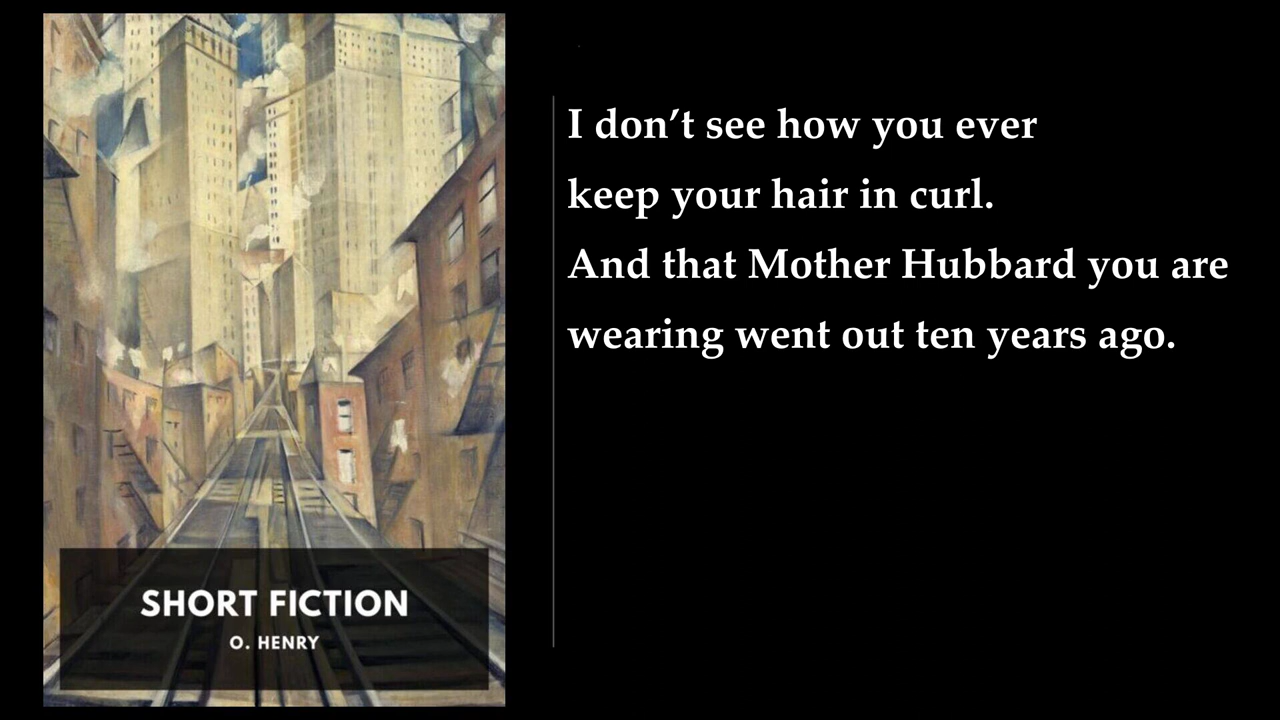 SHORT FICTION
O. HENRY
I don’t see how you ever
keep your hair in curl.
And that Mother Hubbard you are
wearing went out ten years ago.